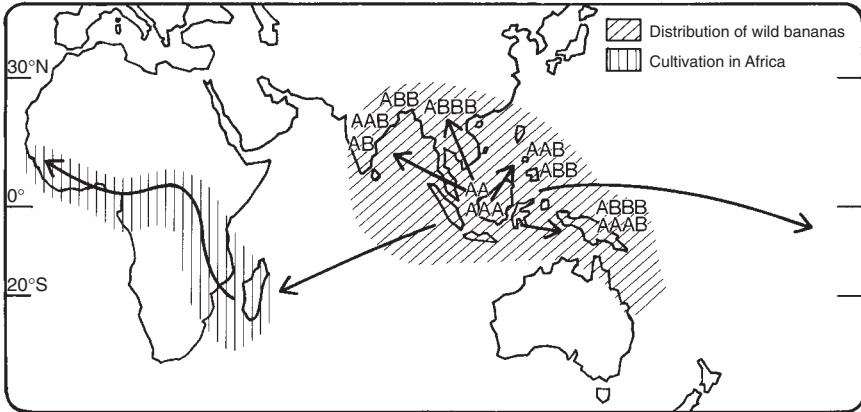 Distribution of wild bananas
Cultivation in Africa
30°N
ABB
ABBB
AAB
AB
AAB
ABB
AA
AAA
0°
ABBB
AAAB
20°S